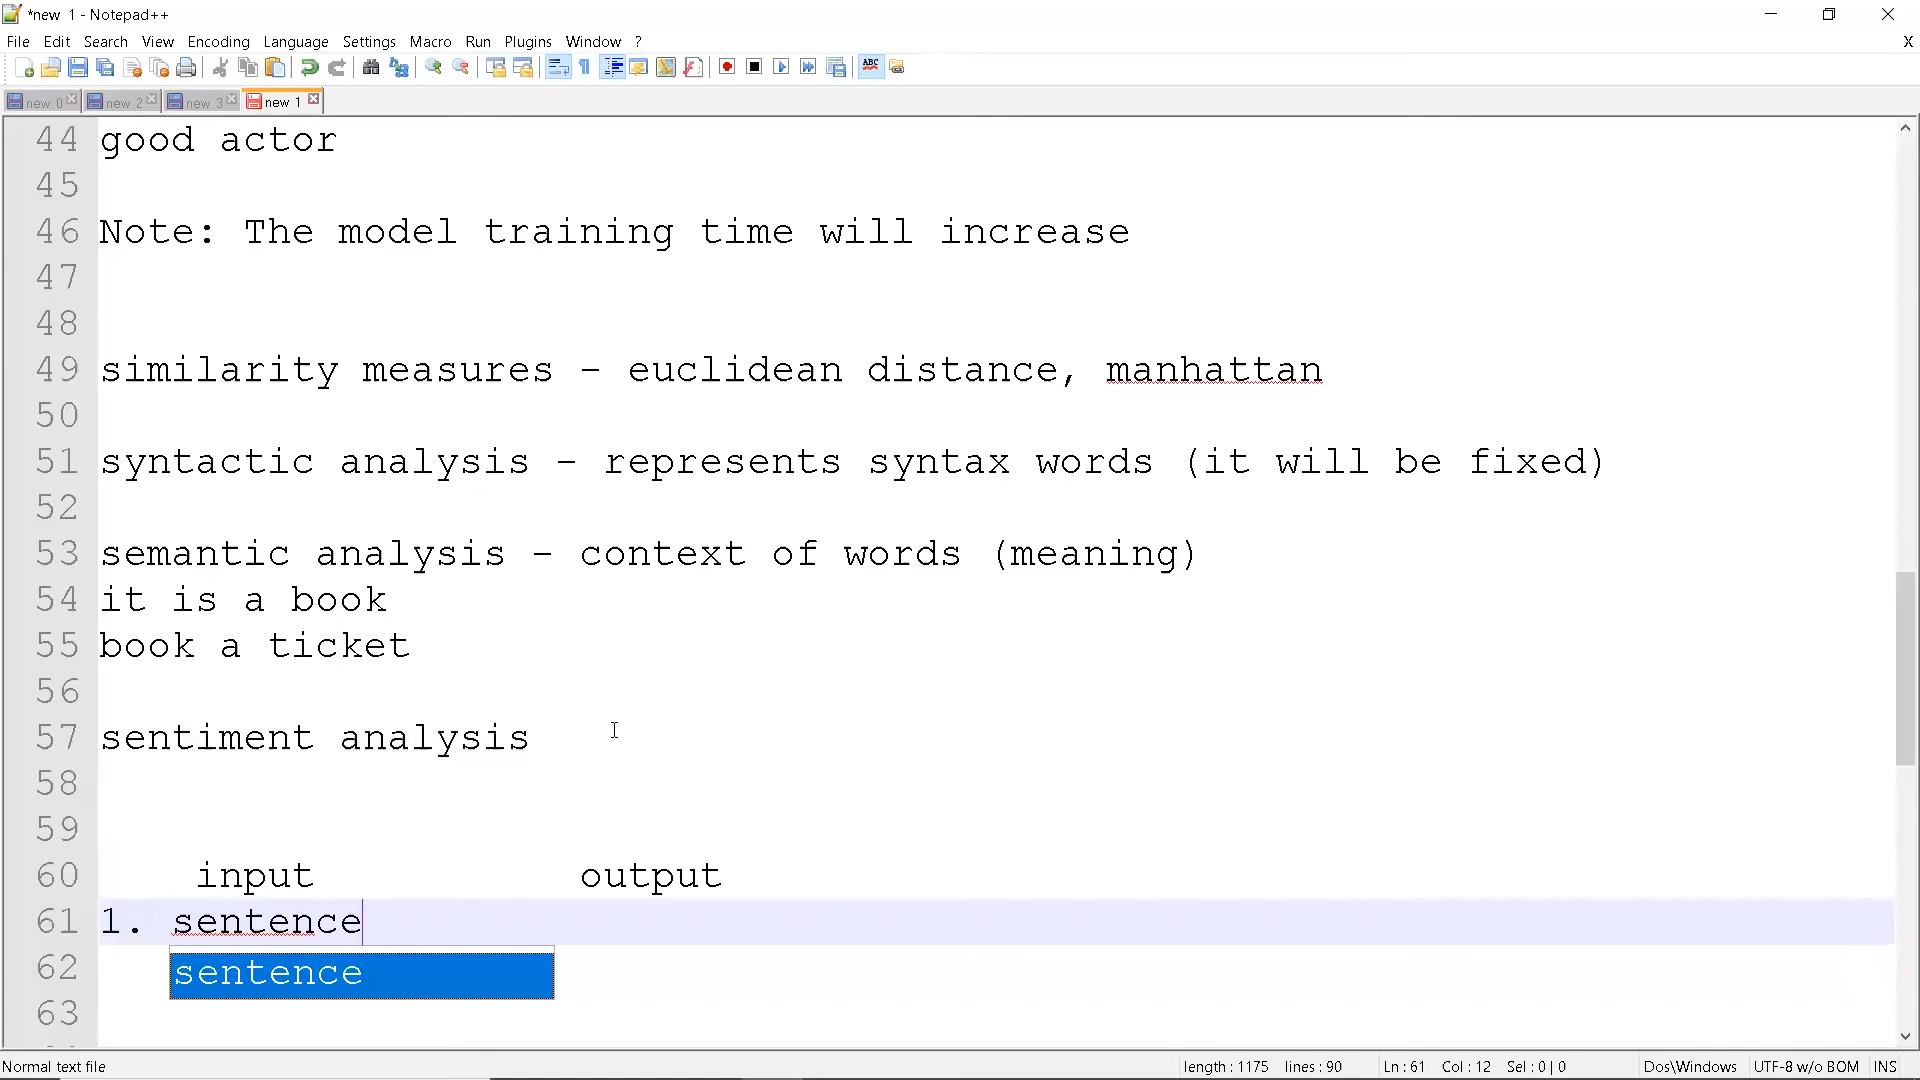 *new 1 - Notepad++
File Edit Search View Encoding Language Settings Macro Run Plugins Window ?
X
ABC
new 0 new 2 new 3 new 1
44 good actor
45
46 Note: The model training time will increase
47
48
49 similarity measures - euclidean distance, manhattan
50
51 syntactic analysis - represents syntax words (it will be fixed)
52
53 semantic analysis - context of words (meaning)
54 it is a book
55 book a ticket
56
57 sentiment analysis
58
59
60 input output
61 1. sentence
62 sentence
63
Normal text file length : 1175 lines : 90 Ln : 61 Col : 12 Sel : 0 | 0 Dos\Windows UTF-8 w/o BOM INS